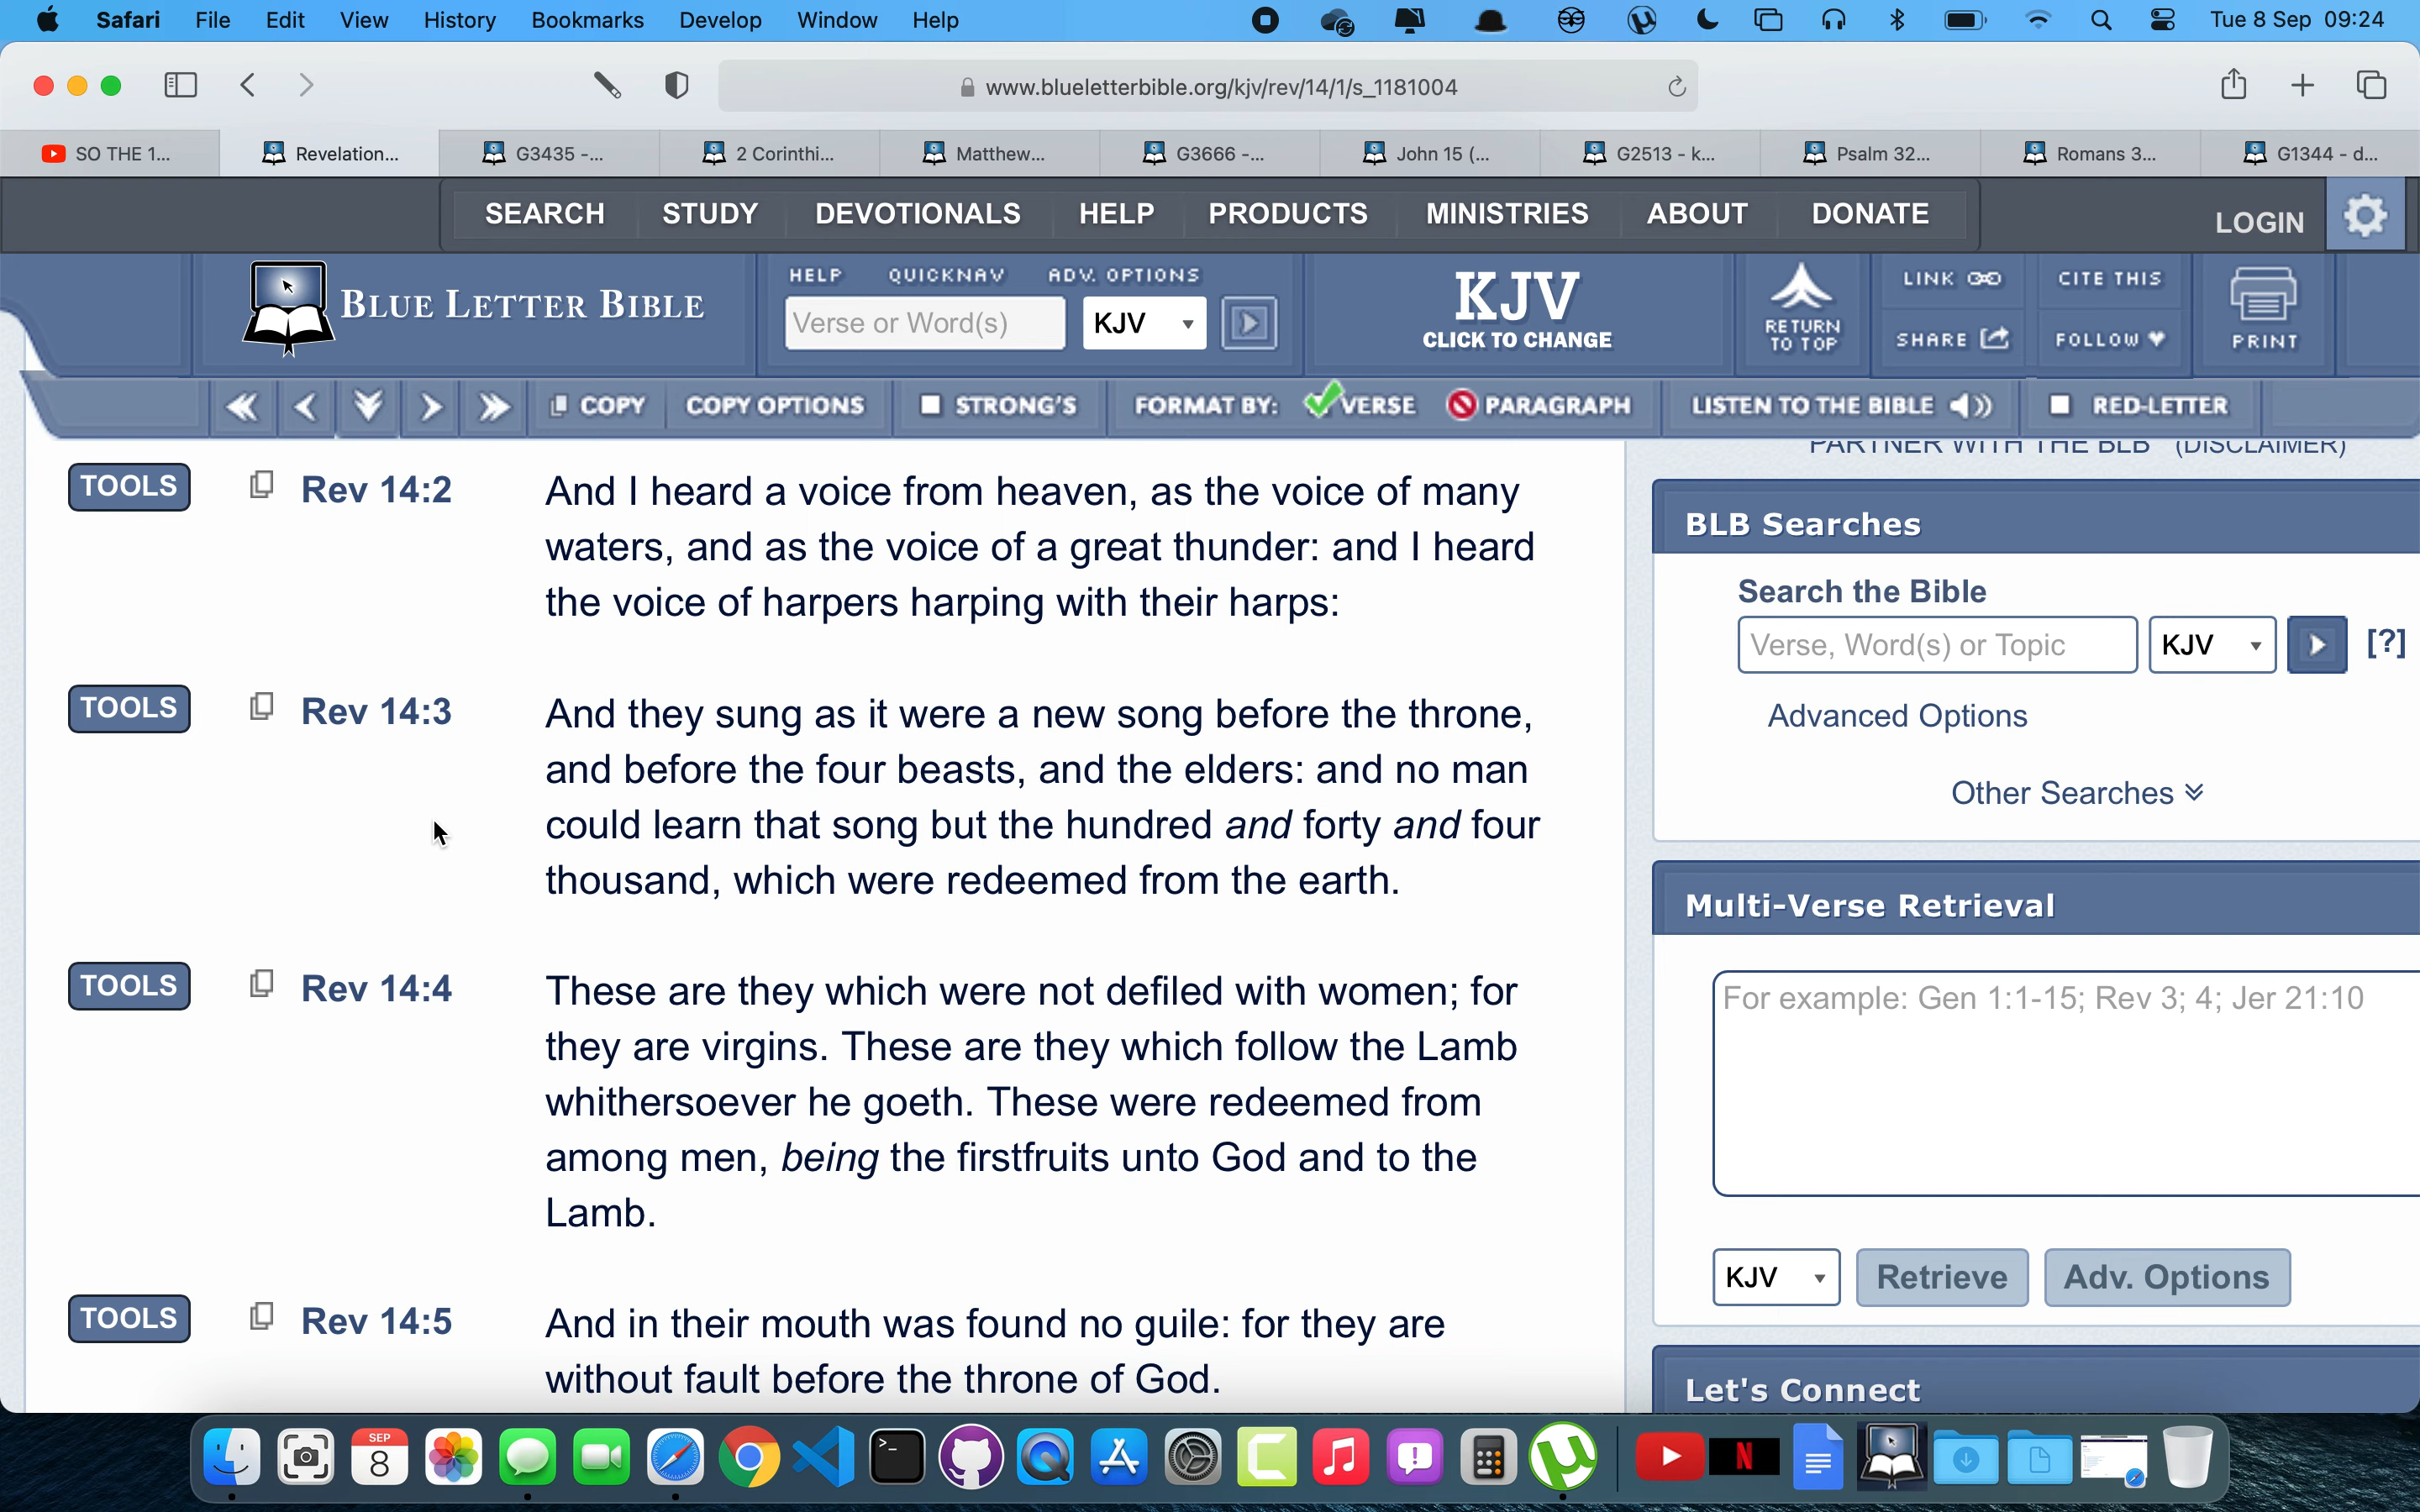 Safari File Edit View History Bookmarks Develop Window Help Tue 8 Sep 09:24
www.blueletterbible.org/kjv/rev/14/1/s_1181004
SO THE 1... Revelation... G3435 -... 2 Corinthi... Matthew... G3666 -... John 15 (... G2513 - k... Psalm 32... Romans 3... G1344 - d...
SEARCH STUDY DEVOTIONALS HELP PRODUCTS MINISTRIES ABOUT DONATE LOGIN
BLUE LETTER BIBLE
HELP QUICKNAV ADV. OPTIONS
Verse or Word(s) KJV
KJV
CLICK TO CHANGE
RETURN
TO TOP
LINK CITE THIS
SHARE FOLLOW
PRINT
COPY COPY OPTIONS STRONG'S FORMAT BY: VERSE PARAGRAPH LISTEN TO THE BIBLE RED-LETTER
TOOLS Rev 14:2 And I heard a voice from heaven, as the voice of many
waters, and as the voice of a great thunder: and I heard
the voice of harpers harping with their harps:
TOOLS Rev 14:3 And they sung as it were a new song before the throne,
and before the four beasts, and the elders: and no man
could learn that song but the hundred and forty and four
thousand, which were redeemed from the earth.
TOOLS Rev 14:4 These are they which were not defiled with women; for
they are virgins. These are they which follow the Lamb
whithersoever he goeth. These were redeemed from
among men, being the firstfruits unto God and to the
Lamb.
TOOLS Rev 14:5 And in their mouth was found no guile: for they are
without fault before the throne of God.
PARTNER WITH THE BLB (DISCLAIMER)
BLB Searches
Search the Bible
Verse, Word(s) or Topic KJV [?]
Advanced Options
Other Searches
Multi-Verse Retrieval
For example: Gen 1:1-15; Rev 3; 4; Jer 21:10
KJV Retrieve Adv. Options
Let's Connect
SEP
8
N